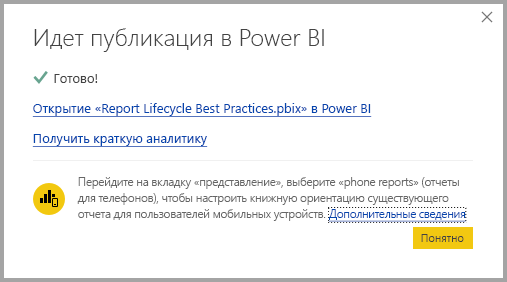 Идет публикация в Power BI
Готово!
Открытие «Report Lifecycle Best Practices.pbix» в Power BI
Получить краткую аналитику
Перейдите на вкладку «представление», выберите «phone reports» (отчеты
для телефонов), чтобы настроить книжную ориентацию существующего
отчета для пользователей мобильных устройств. Дополнительные сведения
Понятно